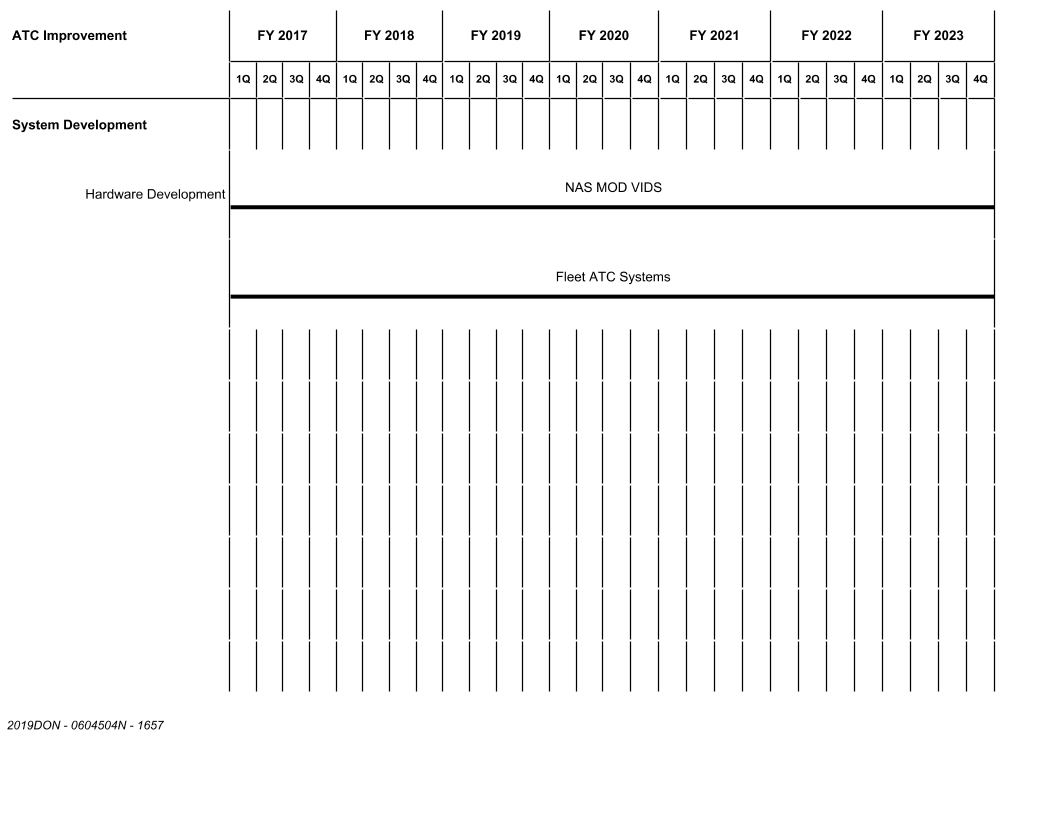 ATC Improvement FY 2017 FY 2018 FY 2019 FY 2020 FY 2021 FY 2022 FY 2023
1Q 2Q 3Q 4Q 1Q 2Q 3Q 4Q 1Q 2Q 3Q 4Q 1Q 2Q 3Q 4Q 1Q 2Q 3Q 4Q 1Q 2Q 3Q 4Q 1Q 2Q 3Q 4Q
System Development
NAS MOD VIDS
Hardware Development
Fleet ATC Systems
2019DON - 0604504N - 1657